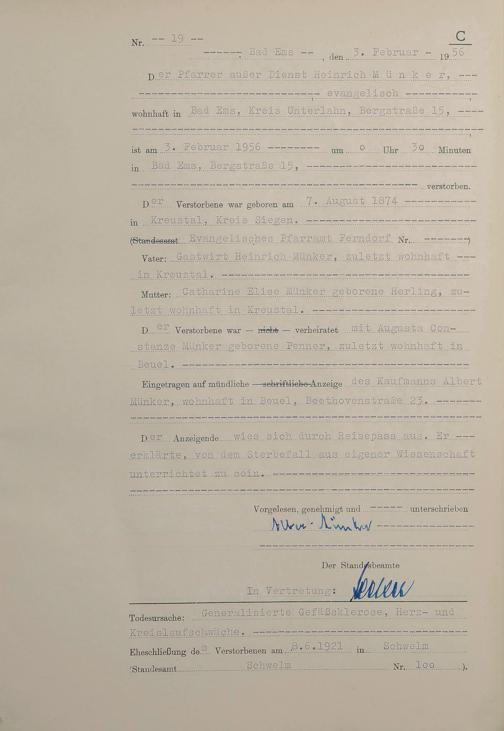 C
Nr. -- 19 --
------, Bad Ems --, den 3. Februar - 1956
Der Pfarrer außer Dienst Heinrich M ü n k e r, ---
------------------------, evangelisch -----------
wohnhaft in Bad Ems, Kreis Unterlahn, Bergstraße 15, ----
ist am 3. Februar 1956 -------- um 0 Uhr 30 Minuten
in Bad Ems, Bergstraße 15, ----------------------
---------------------------------------- verstorben.
Der Verstorbene war geboren am 7. August 1874 ----------
in Kreustal, Kreis Siegen. ----------------------
(Standesamt Evangelisches Pfarramt Ferndorf Nr. -------)
Vater: Gastwirt Heinrich Münker, zuletzt wohnhaft ---
in Kreustal. --------------------------------
Mutter: Catharine Elise Münker geborene Herling, zu-
letzt wohnhaft in Kreustal. ----------------------
Der Verstorbene war — nicht — verheiratet mit Augusta Con-
stanze Münker geborene Penner, zuletzt wohnhaft in
Beuel. ------------------------------------
Eingetragen auf mündliche — schriftliche Anzeige des Kaufmanns Albert
Münker, wohnhaft in Beuel, Beethovenstraße 23. -------
Der Anzeigende wies sich durch Reisepass aus. Er ---
erklärte, von dem Sterbefall aus eigener Wissenschaft
unterrichtet zu sein. -------------------------
Vorgelesen, genehmigt und ----- unterschrieben
Münker
Der Standesbeamte
In Vertretung:
Todesursache: Generalisierte Gefäßsklerose, Herz- und
Kreislaufschwäche. ---------------------------
Eheschließung des Verstorbenen am 8.6.1921 in Schwelm
(Standesamt Schwelm Nr. 100 ).